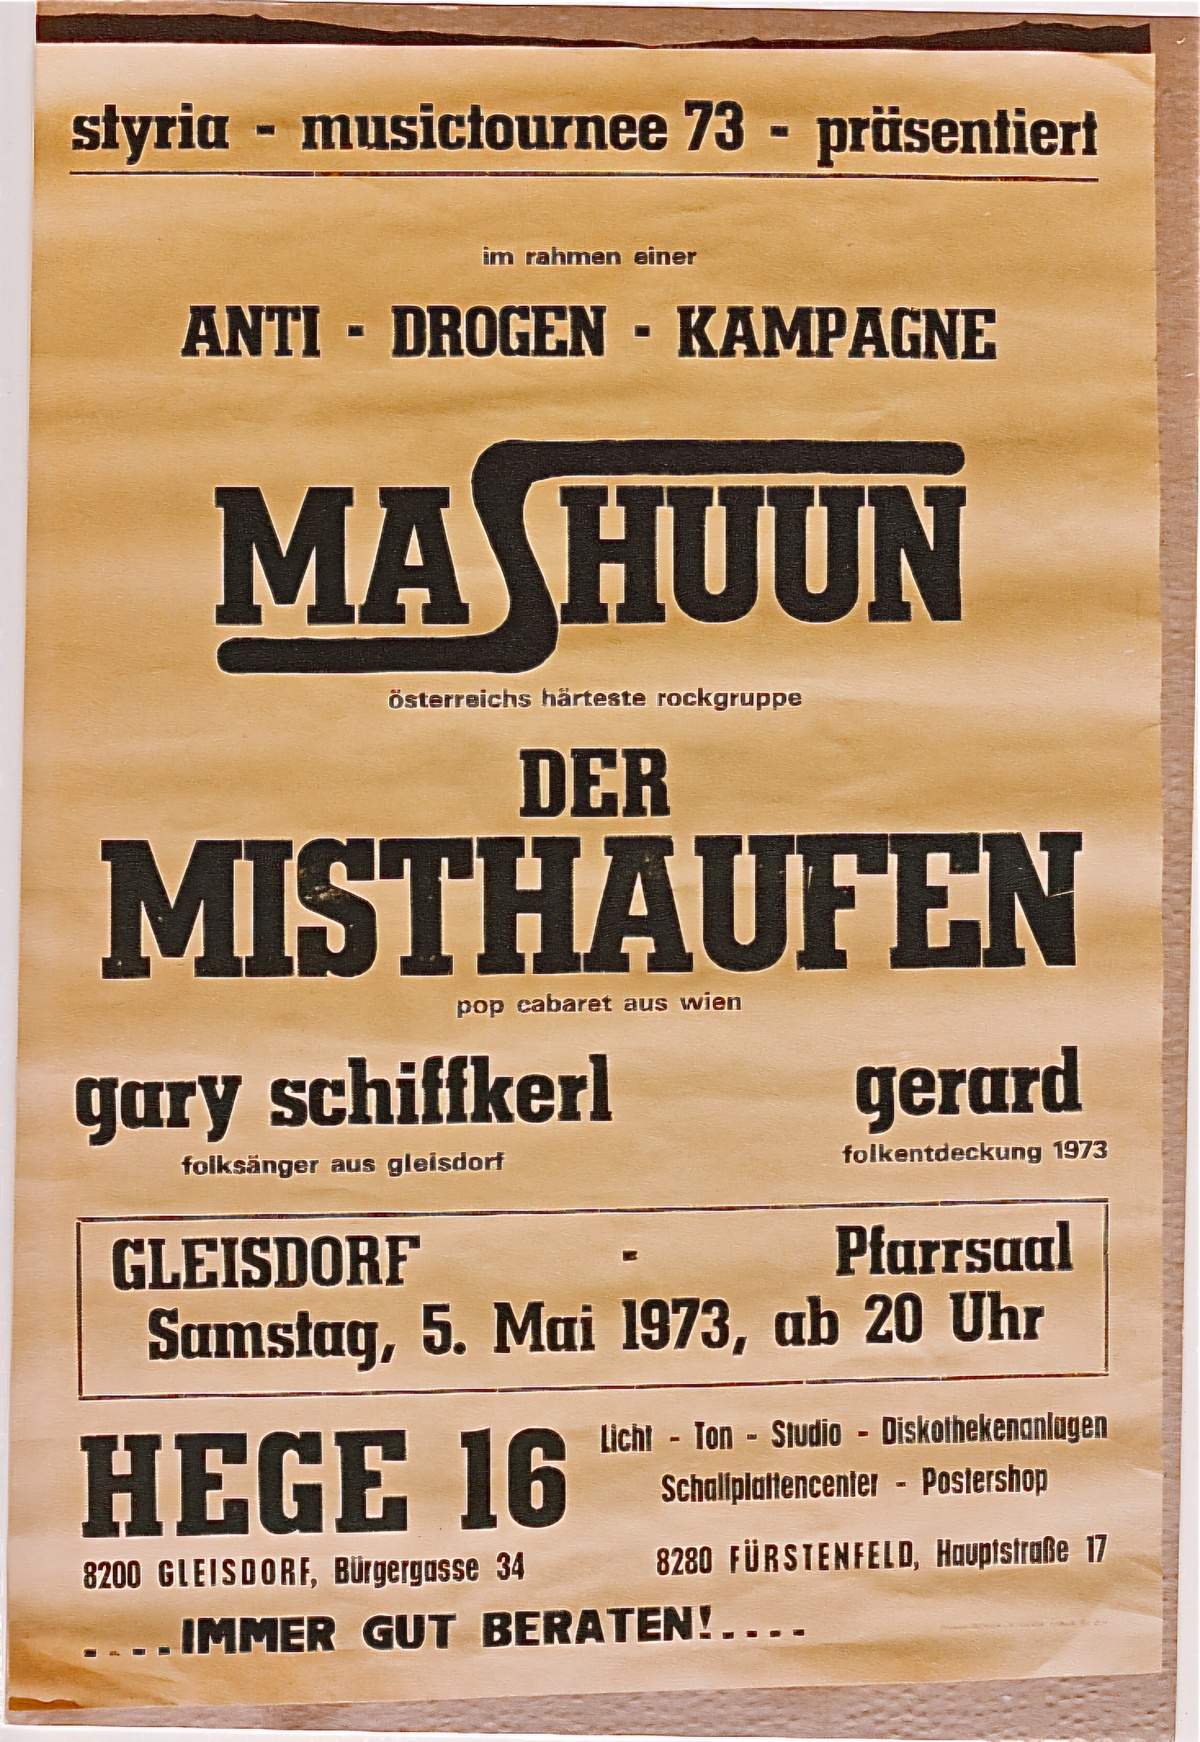 styria - musictournee 73 - präsentiert
im rahmen einer
ANTI - DROGEN - KAMPAGNE
MASHUUN
österreichs härteste rockgruppe
DER
MISTHAUFEN
pop cabaret aus wien
gary schiffkerl gerard
folksänger aus gleisdorf folkentdeckung 1973
GLEISDORF - Pfarrsaal
Samstag, 5. Mai 1973, ab 20 Uhr
HEGE 16
Licht - Ton - Studio - Diskothekenanlagen
Schallplattencenter - Postershop
8200 GLEISDORF, Bürgergasse 34 8280 FÜRSTENFELD, Hauptstraße 17
....IMMER GUT BERATEN!....